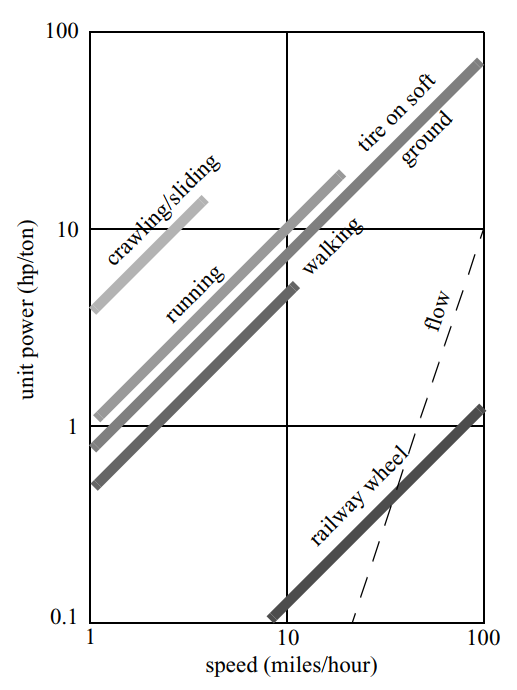 100
tire on soft
ground
crawling/sliding
10
walking
running
flow
unit power (hp/ton)
1
railway wheel
0.1
1
10
100
speed (miles/hour)